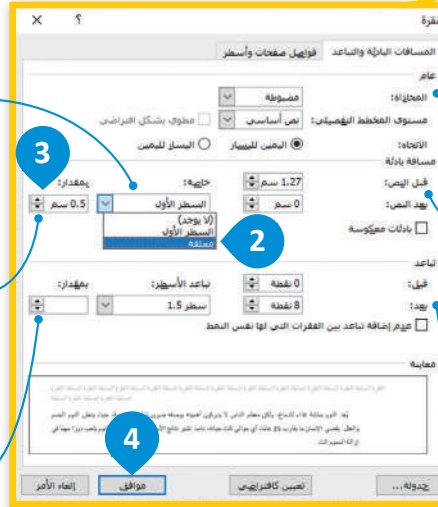 فقرة
؟ ×
المسافات البادئة والتباعد فواصل صفحات وأسطر
عام
المحاذاة: مضبوطة
مستوى المخطط التفصيلي: نص أساسي مطوي بشكل افتراضي
الاتجاه: اليمين لليسار اليسار لليمين
مسافة بادئة
قبل النص: 1.27 سم خاصة: بمقدار:
بعد النص: 0 سم السطر الأول 0.5 سم
(لا يوجد)
السطر الأول
معلقة
بادئات معكوسة
3
2
تباعد
قبل: 0 نقطة تباعد الأسطر: بمقدار:
بعد: 8 نقطة سطر 1.5
عدم إضافة تباعد بين الفقرات التي لها نفس النمط
معاينة
4
جدولة... تعيين كافتراضي موافق إلغاء الأمر